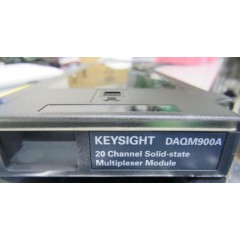 KEYSIGHT DAQM900A
20 Channel Solid-state
Multiplexer Module